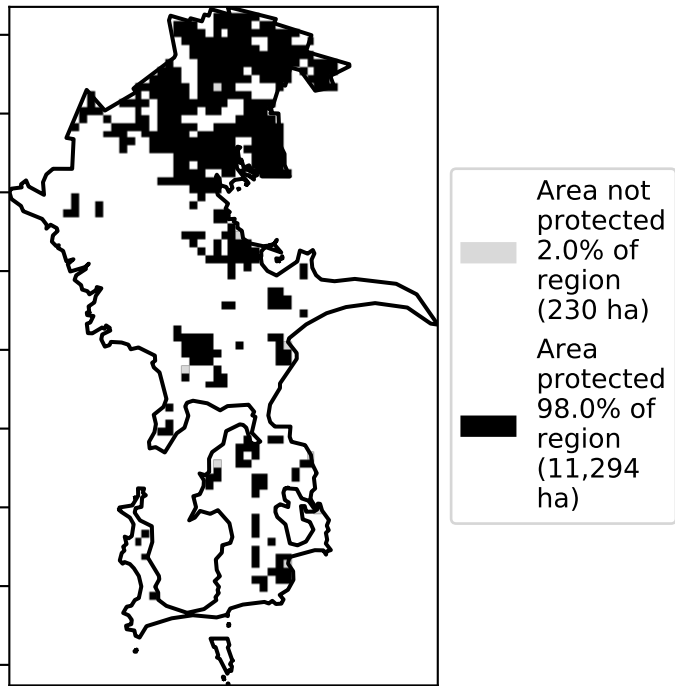 Area not
protected
2.0% of
region
(230 ha)
Area
protected
98.0% of
region
(11,294
ha)